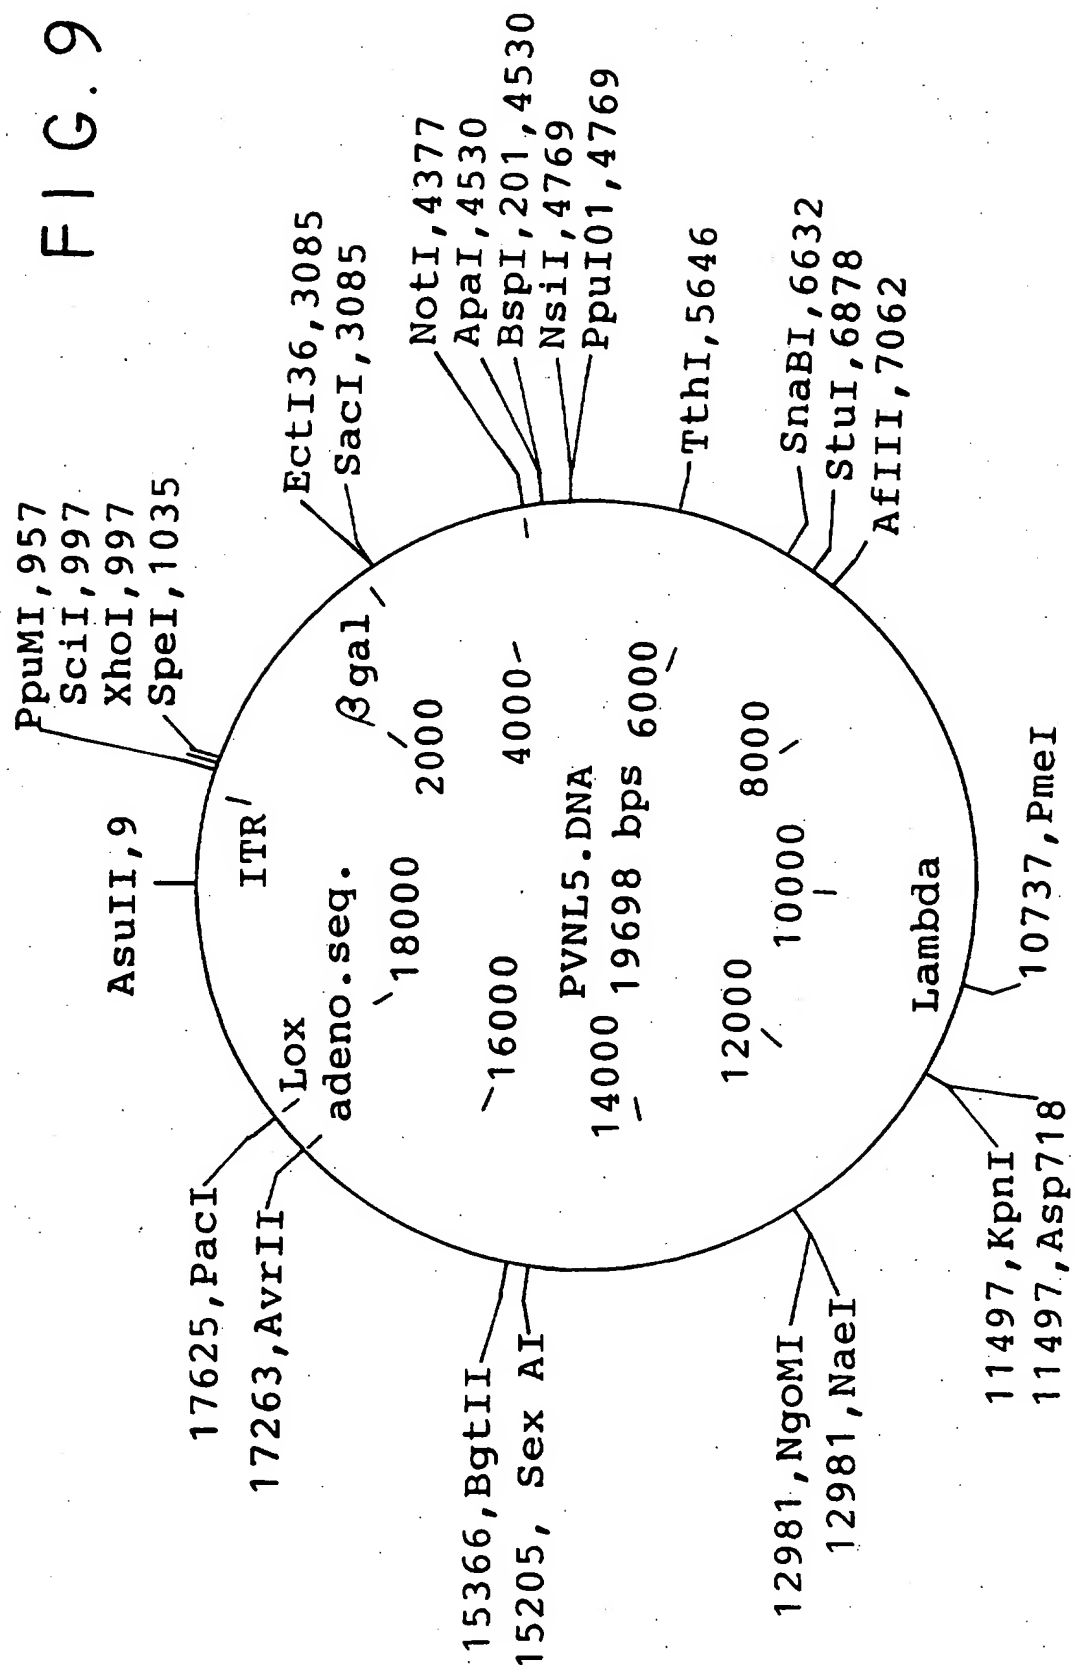 FIG.9
AsuII,9
PpuMI,957
SciI,997
XhoI,997
SpeI,1035
EctI36,3085
SacI,3085
NotI,4377
ApaI,4530
BspI,201,4530
NsiI,4769
PpuI01,4769
TthI,5646
SnaBI,6632
StuI,6878
AfIII,7062
10737,PmeI
11497,KpnI
11497,Asp718
12981,NgoMI
12981,NaeI
15205, Sex AI
15366,BgtII
17263,AvrII
17625,PacI
ITR
βgal
Lox
adeno.seq.
Lambda
2000
4000
6000
8000
10000
12000
14000
16000
18000
PVNL5.DNA
19698 bps